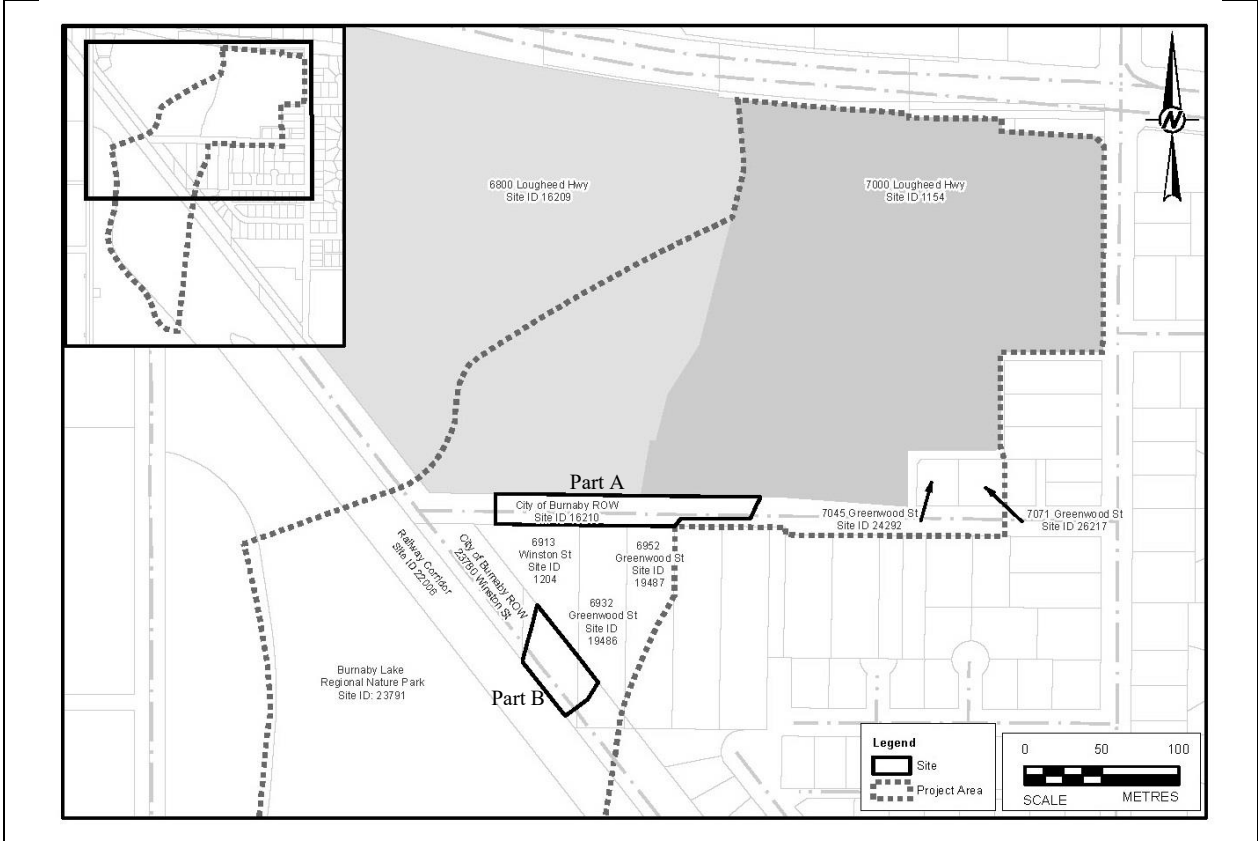 N
6800 Lougheed Hwy
Site ID 16209
7000 Lougheed Hwy
Site ID 1154
Part A
City of Burnaby ROW
Site ID 16210
7045 Greenwood St
Site ID 24292
7071 Greenwood St
Site ID 26217
6913
Winston St
Site ID
1204
6952
Greenwood St
Site ID
19487
6932
Greenwood St
Site ID
19486
City of Burnaby ROW
23780 Winston St
Railway Corridor
Site ID 22006
Part B
Burnaby Lake
Regional Nature Park
Site ID: 23791
Legend
Site
Project Area
0 50 100
SCALE METRES